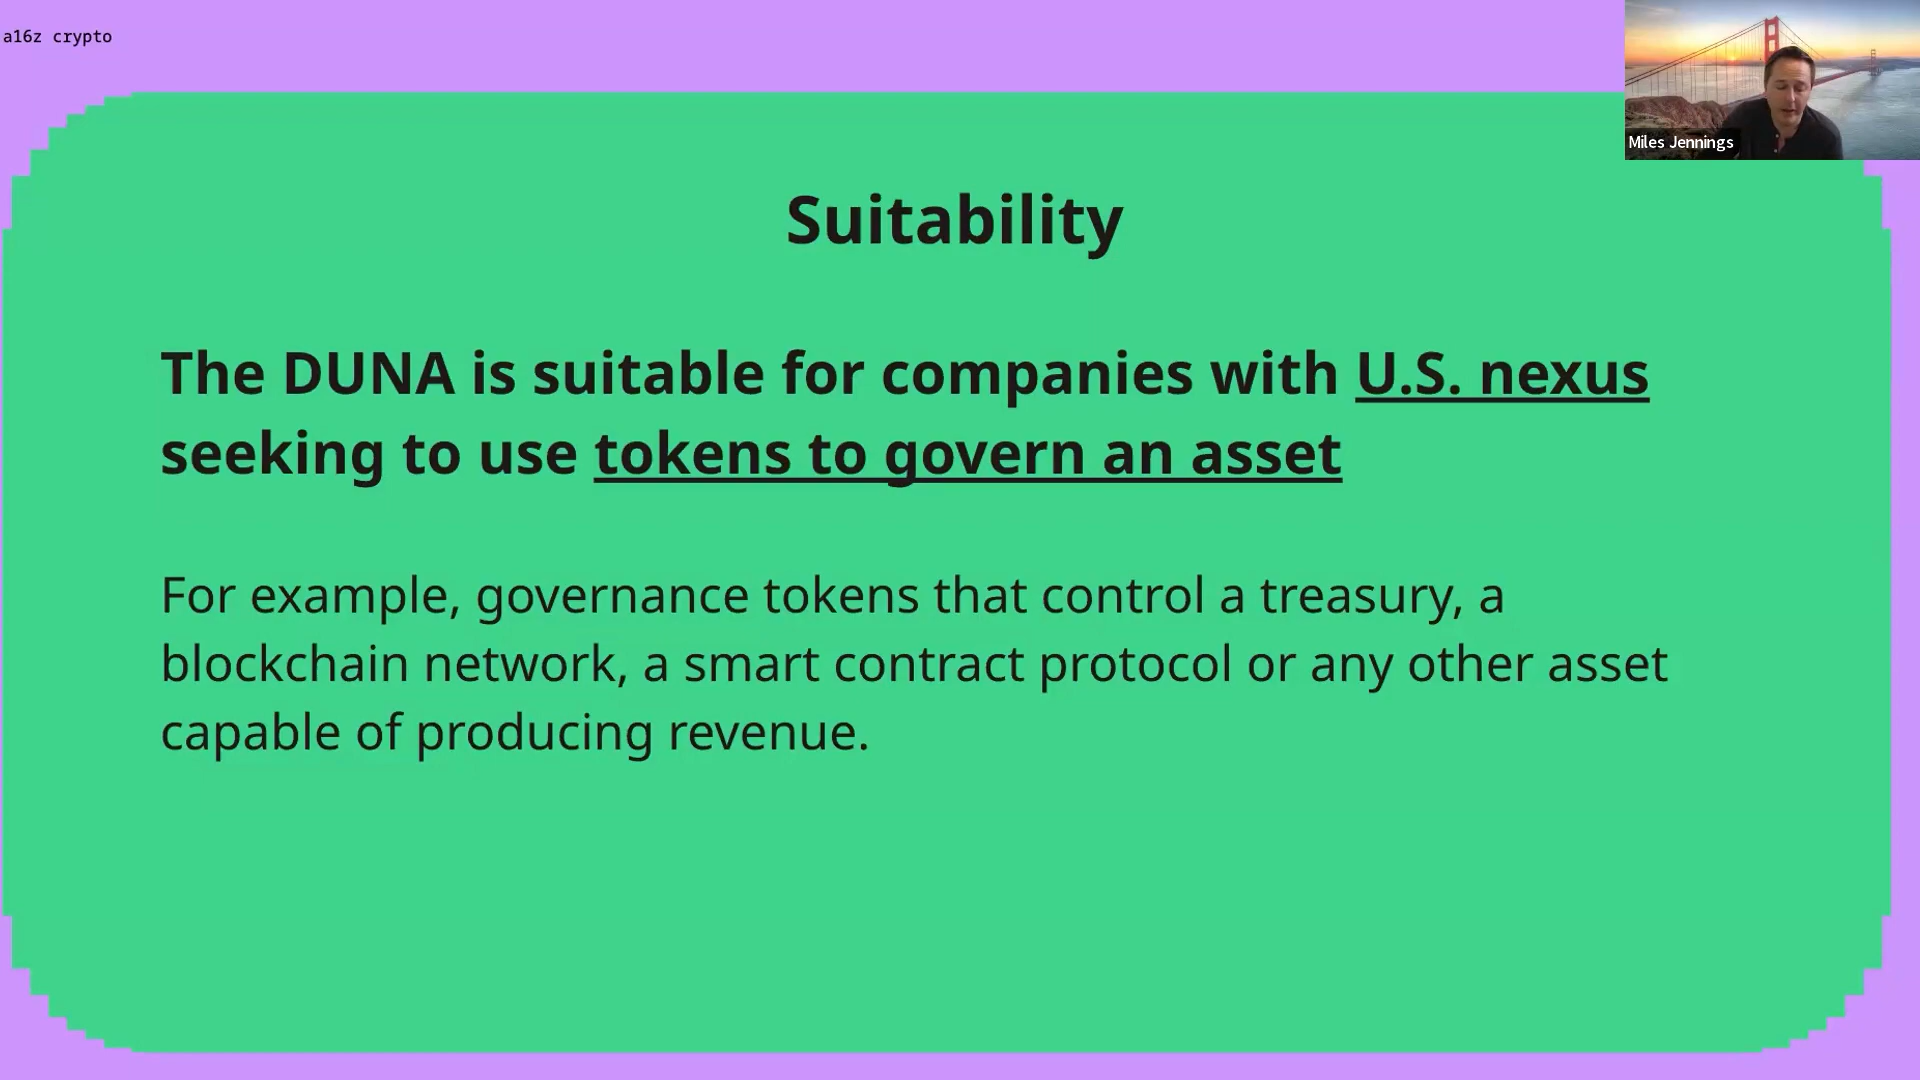 a16z crypto
Miles Jennings
Suitability
The DUNA is suitable for companies with U.S. nexus
seeking to use tokens to govern an asset
For example, governance tokens that control a treasury, a
blockchain network, a smart contract protocol or any other asset
capable of producing revenue.